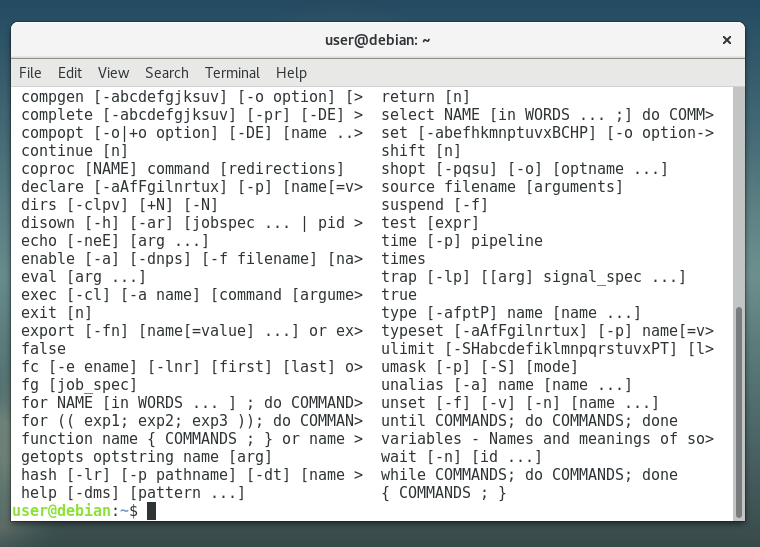 user@debian: ~
File Edit View Search Terminal Help
compgen [-abcdefgjksuv] [-o option] [> return [n]
complete [-abcdefgjksuv] [-pr] [-DE] > select NAME [in WORDS ... ;] do COMM>
compopt [-o|+o option] [-DE] [name ..> set [-abefhkmnptuvxBCHP] [-o option->
continue [n] shift [n]
coproc [NAME] command [redirections] shopt [-pqsu] [-o] [optname ...]
declare [-aAfFgilnrtux] [-p] [name[=v> source filename [arguments]
dirs [-clpv] [+N] [-N] suspend [-f]
disown [-h] [-ar] [jobspec ... | pid > test [expr]
echo [-neE] [arg ...] time [-p] pipeline
enable [-a] [-dnps] [-f filename] [na> times
eval [arg ...] trap [-lp] [[arg] signal_spec ...]
exec [-cl] [-a name] [command [argume> true
exit [n] type [-afptP] name [name ...]
export [-fn] [name[=value] ...] or ex> typeset [-aAfFgilnrtux] [-p] name[=v>
false ulimit [-SHabcdefiklmnpqrstuvxPT] [l>
fc [-e ename] [-lnr] [first] [last] o> umask [-p] [-S] [mode]
fg [job_spec] unalias [-a] name [name ...]
for NAME [in WORDS ... ] ; do COMMAND> unset [-f] [-v] [-n] [name ...]
for (( exp1; exp2; exp3 )); do COMMAN> until COMMANDS; do COMMANDS; done
function name { COMMANDS ; } or name > variables - Names and meanings of so>
getopts optstring name [arg] wait [-n] [id ...]
hash [-lr] [-p pathname] [-dt] [name > while COMMANDS; do COMMANDS; done
help [-dms] [pattern ...] { COMMANDS ; }
user@debian:~$